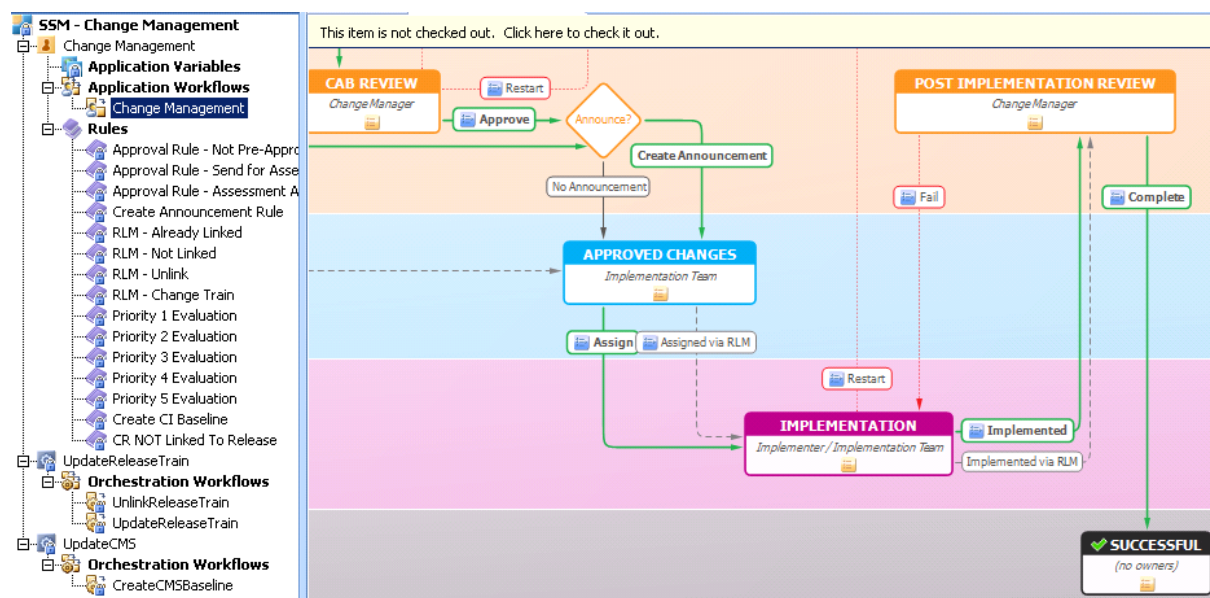 SSM - Change Management
Change Management
Application Variables
Application Workflows
Change Management
Rules
Approval Rule - Not Pre-Appro
Approval Rule - Send for Asse
Approval Rule - Assessment A
Create Announcement Rule
RLM - Already Linked
RLM - Not Linked
RLM - Unlink
RLM - Change Train
Priority 1 Evaluation
Priority 2 Evaluation
Priority 3 Evaluation
Priority 4 Evaluation
Priority 5 Evaluation
Create CI Baseline
CR NOT Linked To Release
UpdateReleaseTrain
Orchestration Workflows
UnlinkReleaseTrain
UpdateReleaseTrain
UpdateCMS
Orchestration Workflows
CreateCMSBaseline
This item is not checked out. Click here to check it out.
CAB REVIEW
Change Manager
Restart
Approve
Announce?
Create Announcement
No Announcement
POST IMPLEMENTATION REVIEW
Change Manager
Fail
Complete
APPROVED CHANGES
Implementation Team
Assign
Assigned via RLM
Restart
IMPLEMENTATION
Implementer / Implementation Team
Implemented
Implemented via RLM
SUCCESSFUL
(no owners)